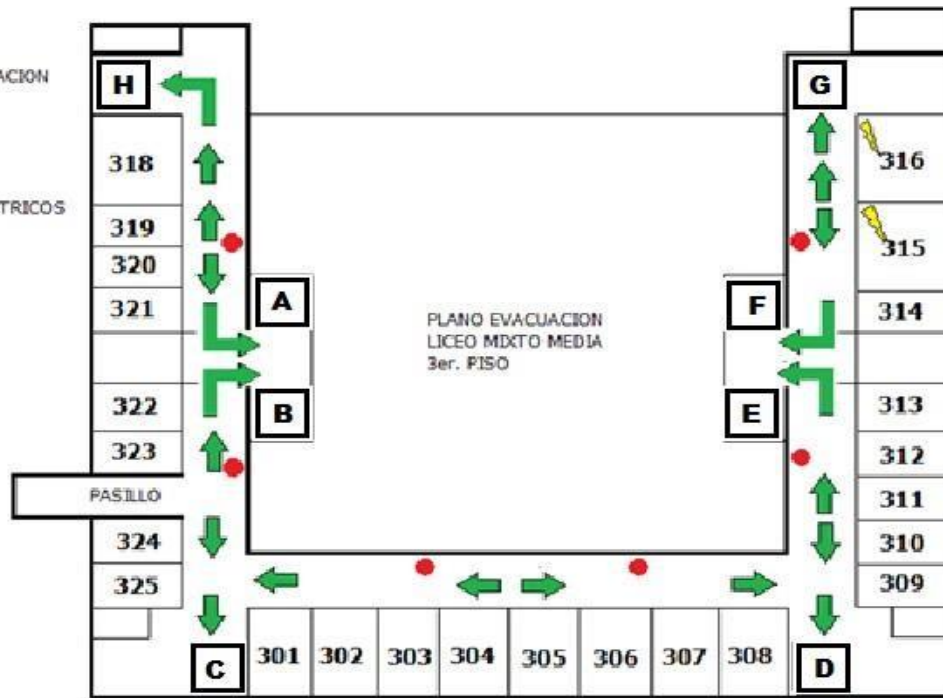 ACION
TRICOS
H
318
319
320
321
322
323
PASILLO
324
325
A
B
C
PLANO EVACUACION
LICEO MIXTO MEDIA
3er. PISO
301
302
303
304
305
306
307
308
D
E
F
G
316
315
314
313
312
311
310
309